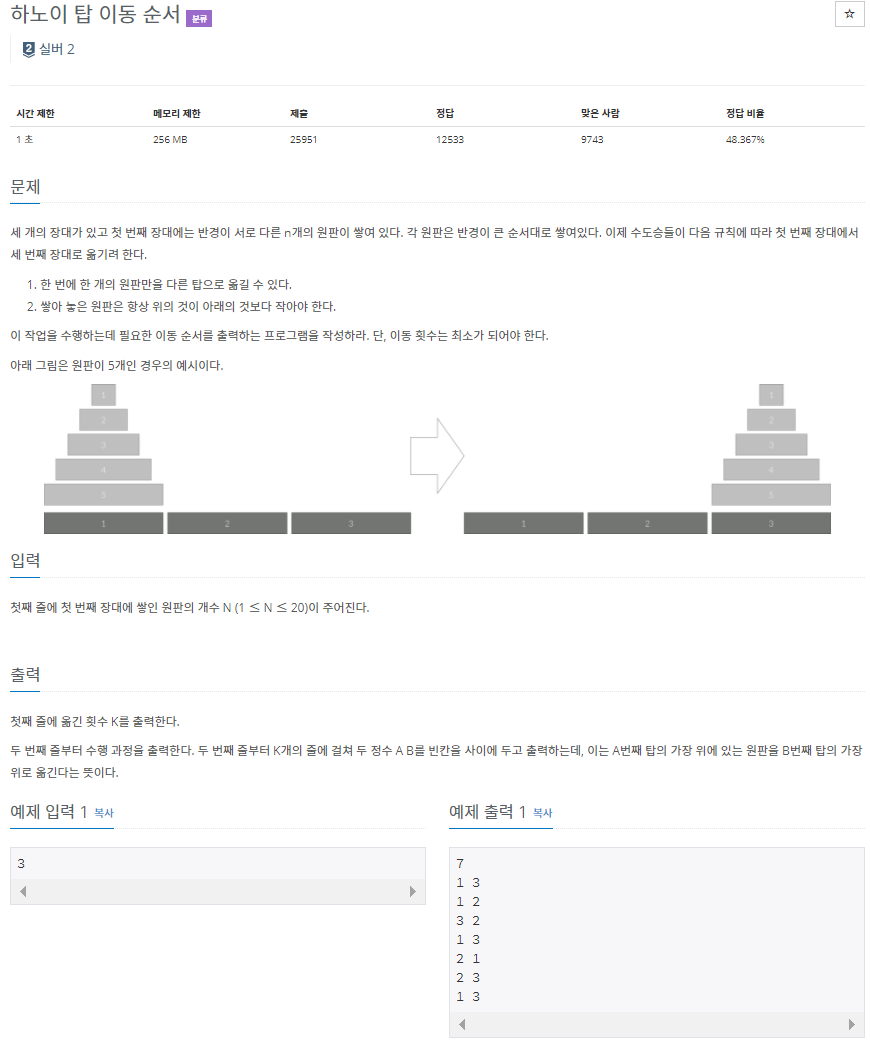 하노이 탑 이동 순서 분류
☆
2 실버 2
시간 제한 메모리 제한 제출 정답 맞은 사람 정답 비율
1 초 256 MB 25951 12533 9743 48.367%
문제
세 개의 장대가 있고 첫 번째 장대에는 반경이 서로 다른 n개의 원판이 쌓여 있다. 각 원판은 반경이 큰 순서대로 쌓여있다. 이제 수도승들이 다음 규칙에 따라 첫 번째 장대에서
세 번째 장대로 옮기려 한다.
1. 한 번에 한 개의 원판만을 다른 탑으로 옮길 수 있다.
2. 쌓아 놓은 원판은 항상 위의 것이 아래의 것보다 작아야 한다.
이 작업을 수행하는데 필요한 이동 순서를 출력하는 프로그램을 작성하라. 단, 이동 횟수는 최소가 되어야 한다.
아래 그림은 원판이 5개인 경우의 예시이다.
1 1
2 2
3 3
4 4
5 5
1 2 3 1 2 3
입력
첫째 줄에 첫 번째 장대에 쌓인 원판의 개수 N (1 ≤ N ≤ 20)이 주어진다.
출력
첫째 줄에 옮긴 횟수 K를 출력한다.
두 번째 줄부터 수행 과정을 출력한다. 두 번째 줄부터 K개의 줄에 걸쳐 두 정수 A B를 빈칸을 사이에 두고 출력하는데, 이는 A번째 탑의 가장 위에 있는 원판을 B번째 탑의 가장
위로 옮긴다는 뜻이다.
예제 입력 1 복사
3
예제 출력 1 복사
7
1 3
1 2
3 2
1 3
2 1
2 3
1 3